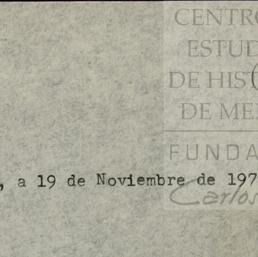 CENTRO
ESTUD
DE HIS
DE ME
FUNDA
, a 19 de Noviembre de 197
Carlos